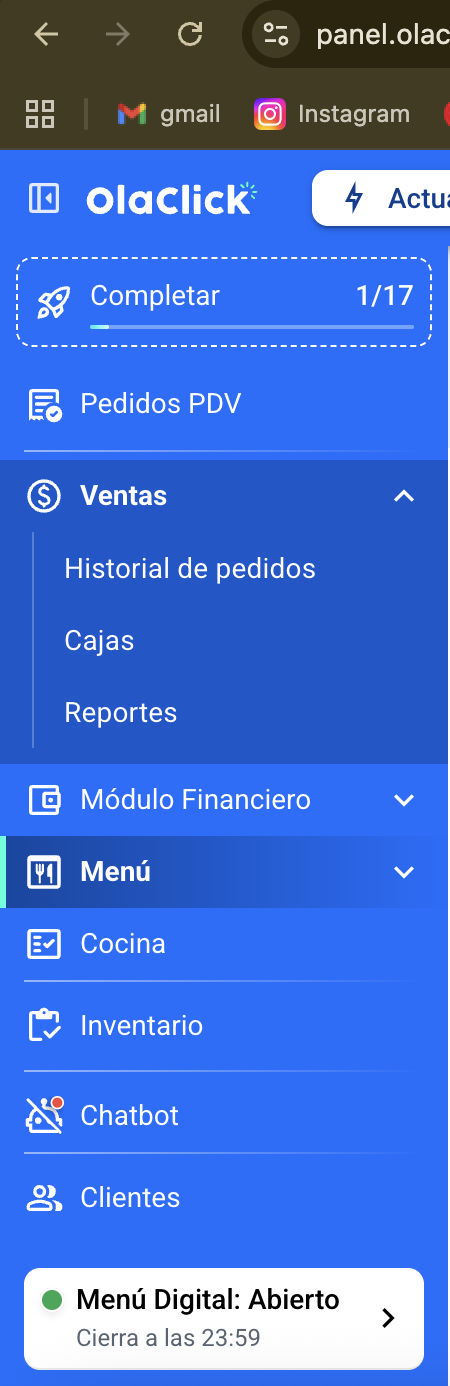 panel.olac
gmail
Instagram
OlaClick
Actua
Completar 1/17
Pedidos PDV
Ventas
Historial de pedidos
Cajas
Reportes
Módulo Financiero
Menú
Cocina
Inventario
Chatbot
Clientes
Menú Digital: Abierto
Cierra a las 23:59